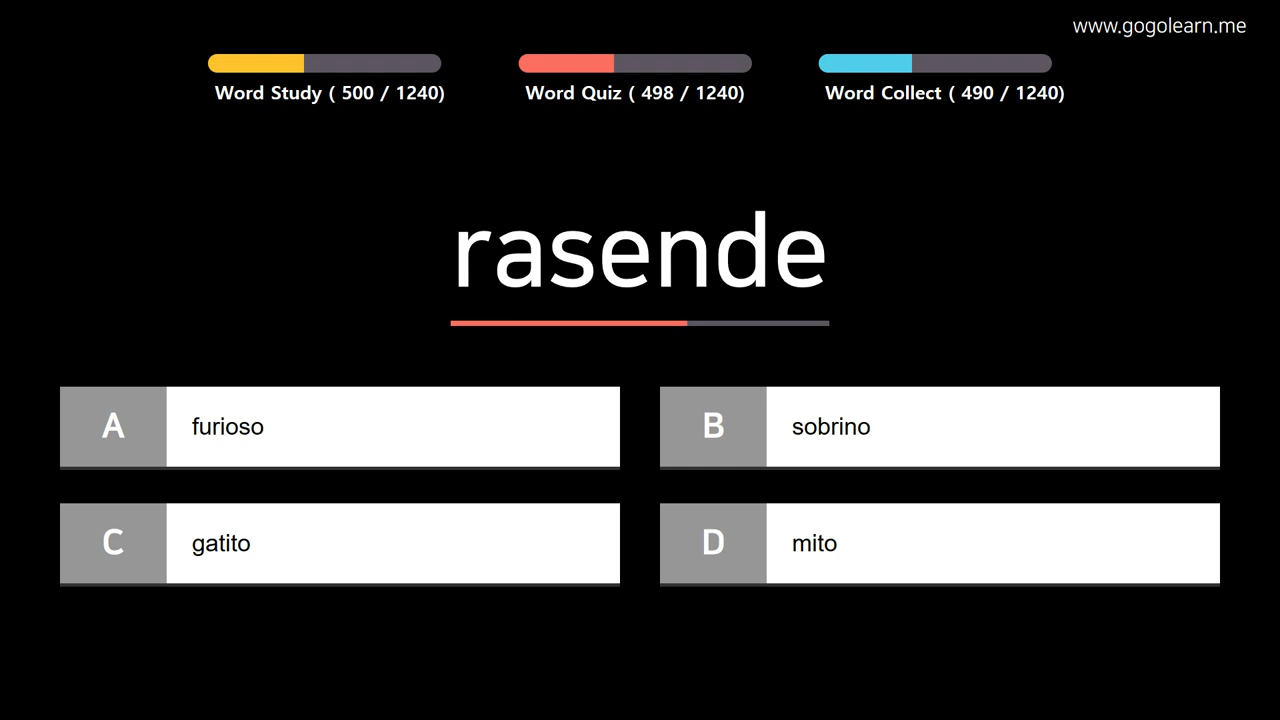 www.gogolearn.me
Word Study ( 500 / 1240)
Word Quiz ( 498 / 1240)
Word Collect ( 490 / 1240)
rasende
A furioso
B sobrino
C gatito
D mito